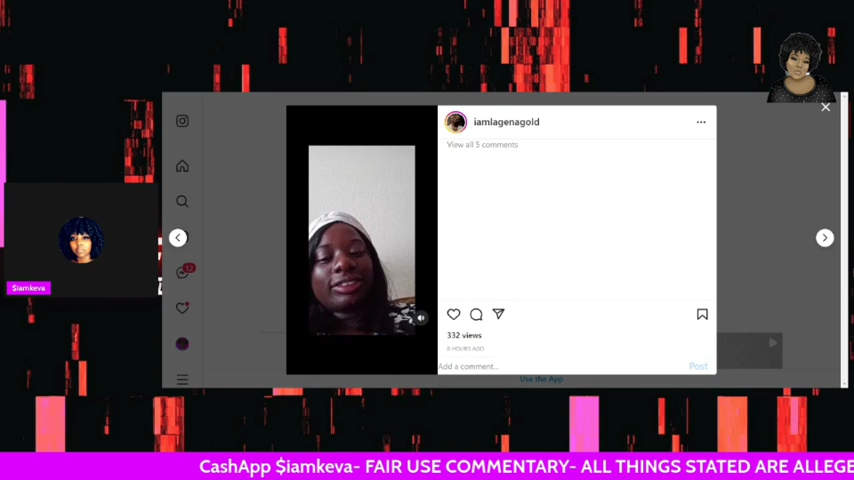 iamlagenagold
View all 5 comments
12
$iamkeva
332 views
8 HOURS AGO
Add a comment...
Post
Use the App
CashApp $iamkeva- FAIR USE COMMENTARY- ALL THINGS STATED ARE ALLEGE